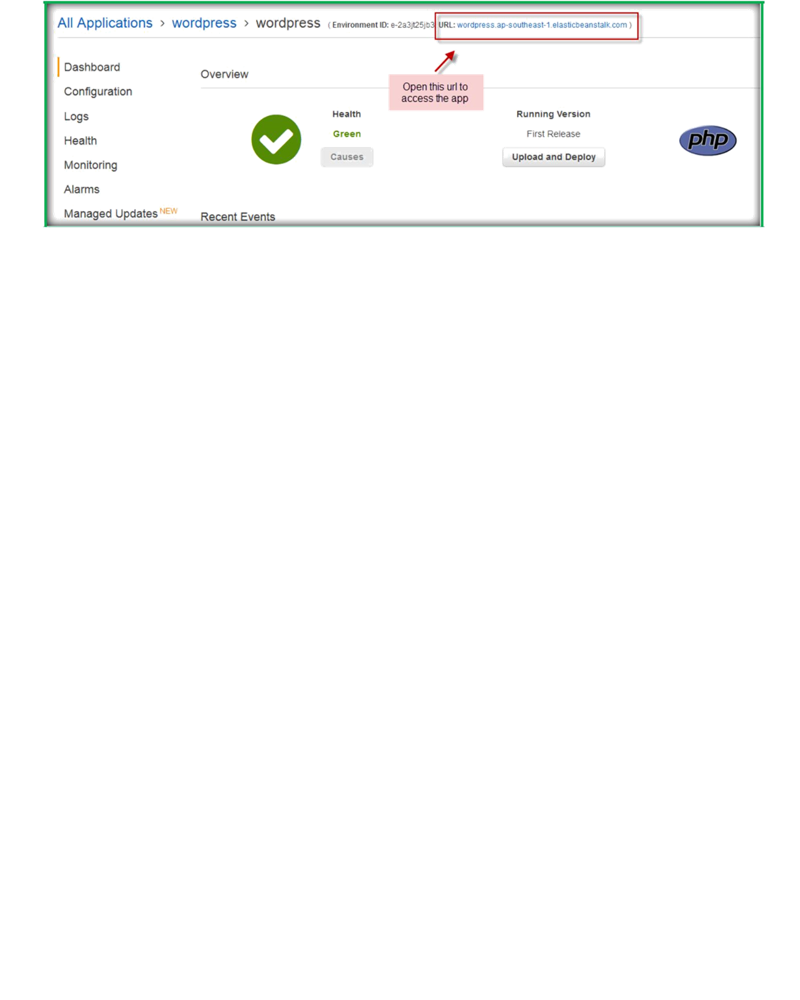 All Applications > wordpress > wordpress ( Environment ID: e-2a3jt25jb3 URL: wordpress.ap-southeast-1.elasticbeanstalk.com )
Open this url to
access the app
Dashboard
Configuration
Logs
Health
Monitoring
Alarms
Managed Updates NEW
Overview
Health
Green
Causes
Running Version
First Release
Upload and Deploy
php
Recent Events